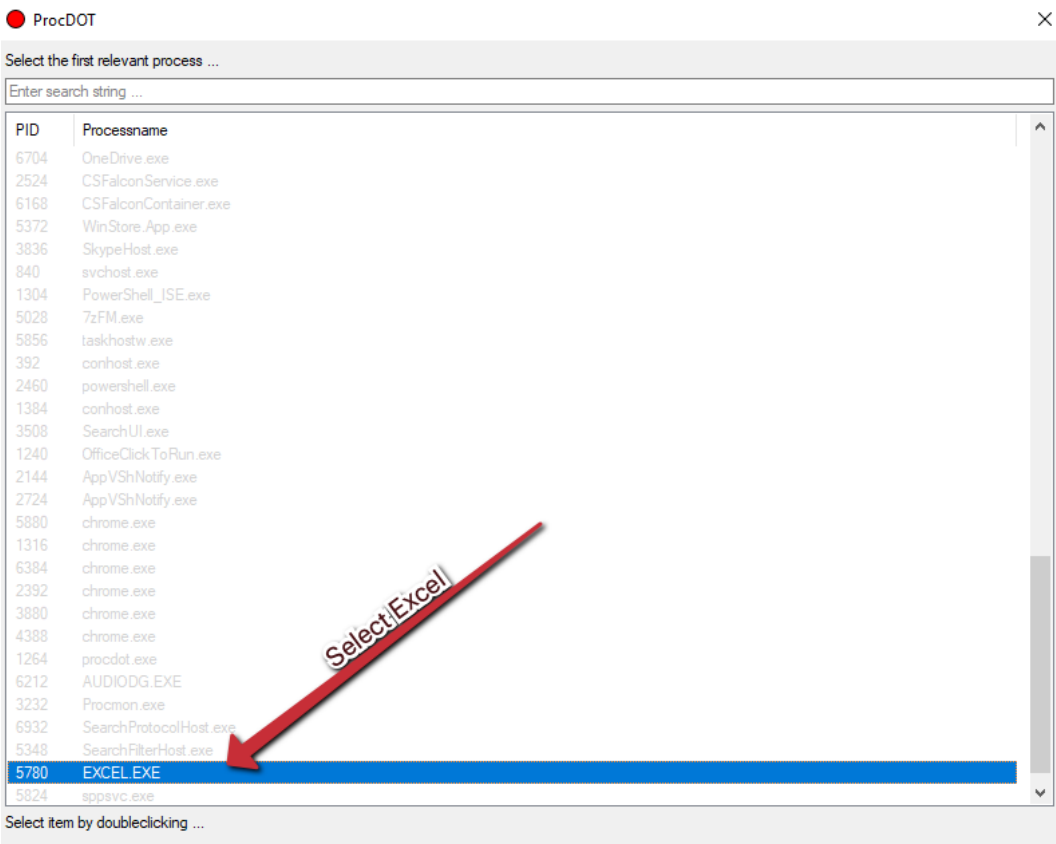 ProcDOT
Select the first relevant process ...
Enter search string ...
PID Processname
6704 OneDrive.exe
2524 CSFalconService.exe
6168 CSFalconContainer.exe
5372 WinStore.App.exe
3836 SkypeHost.exe
840 svchost.exe
1304 PowerShell_ISE.exe
5028 7zFM.exe
5856 taskhostw.exe
392 conhost.exe
2460 powershell.exe
1384 conhost.exe
3508 SearchUI.exe
1240 OfficeClickToRun.exe
2144 AppVShNotify.exe
2724 AppVShNotify.exe
5880 chrome.exe
1316 chrome.exe
6384 chrome.exe
2392 chrome.exe
3880 chrome.exe
4388 chrome.exe
Select Excel
1264 procdot.exe
6212 AUDIODG.EXE
3232 Procmon.exe
6932 SearchProtocolHost.exe
5348 SearchFilterHost.exe
5780 EXCEL.EXE
5824 sppsvc.exe
Select item by doubleclicking ...